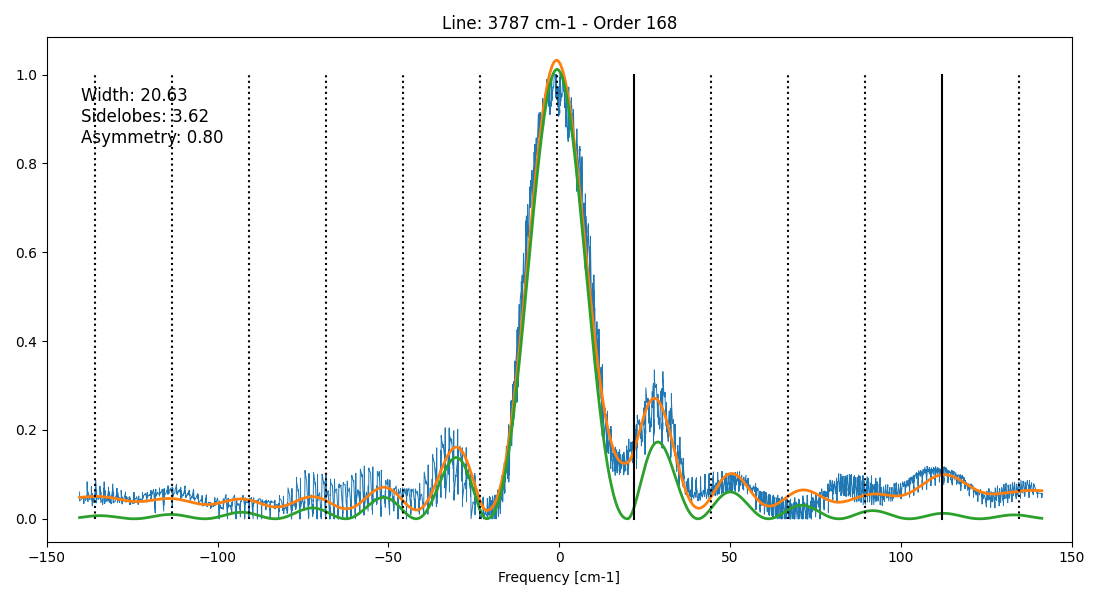 Line: 3787 cm-1 - Order 168
1.0
0.8
0.6
0.4
0.2
0.0
Width: 20.63
Sidelobes: 3.62
Asymmetry: 0.80
−150 −100 −50 0 50 100 150
Frequency [cm-1]